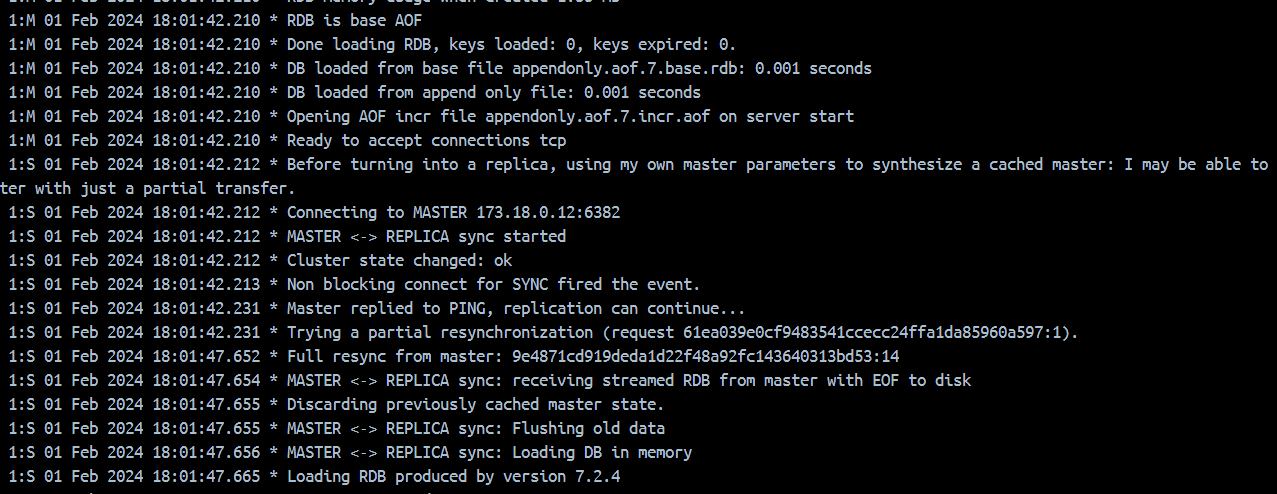 1:M 01 Feb 2024 18:01:42.210 * RDB is base AOF
1:M 01 Feb 2024 18:01:42.210 * Done loading RDB, keys loaded: 0, keys expired: 0.
1:M 01 Feb 2024 18:01:42.210 * DB loaded from base file appendonly.aof.7.base.rdb: 0.001 seconds
1:M 01 Feb 2024 18:01:42.210 * DB loaded from append only file: 0.001 seconds
1:M 01 Feb 2024 18:01:42.210 * Opening AOF incr file appendonly.aof.7.incr.aof on server start
1:M 01 Feb 2024 18:01:42.210 * Ready to accept connections tcp
1:S 01 Feb 2024 18:01:42.212 * Before turning into a replica, using my own master parameters to synthesize a cached master: I may be able to
ter with just a partial transfer.
1:S 01 Feb 2024 18:01:42.212 * Connecting to MASTER 173.18.0.12:6382
1:S 01 Feb 2024 18:01:42.212 * MASTER <-> REPLICA sync started
1:S 01 Feb 2024 18:01:42.212 * Cluster state changed: ok
1:S 01 Feb 2024 18:01:42.213 * Non blocking connect for SYNC fired the event.
1:S 01 Feb 2024 18:01:42.231 * Master replied to PING, replication can continue...
1:S 01 Feb 2024 18:01:42.231 * Trying a partial resynchronization (request 61ea039e0cf9483541ccecc24ffa1da85960a597:1).
1:S 01 Feb 2024 18:01:47.652 * Full resync from master: 9e4871cd919deda1d22f48a92fc143640313bd53:14
1:S 01 Feb 2024 18:01:47.654 * MASTER <-> REPLICA sync: receiving streamed RDB from master with EOF to disk
1:S 01 Feb 2024 18:01:47.655 * Discarding previously cached master state.
1:S 01 Feb 2024 18:01:47.655 * MASTER <-> REPLICA sync: Flushing old data
1:S 01 Feb 2024 18:01:47.656 * MASTER <-> REPLICA sync: Loading DB in memory
1:S 01 Feb 2024 18:01:47.665 * Loading RDB produced by version 7.2.4